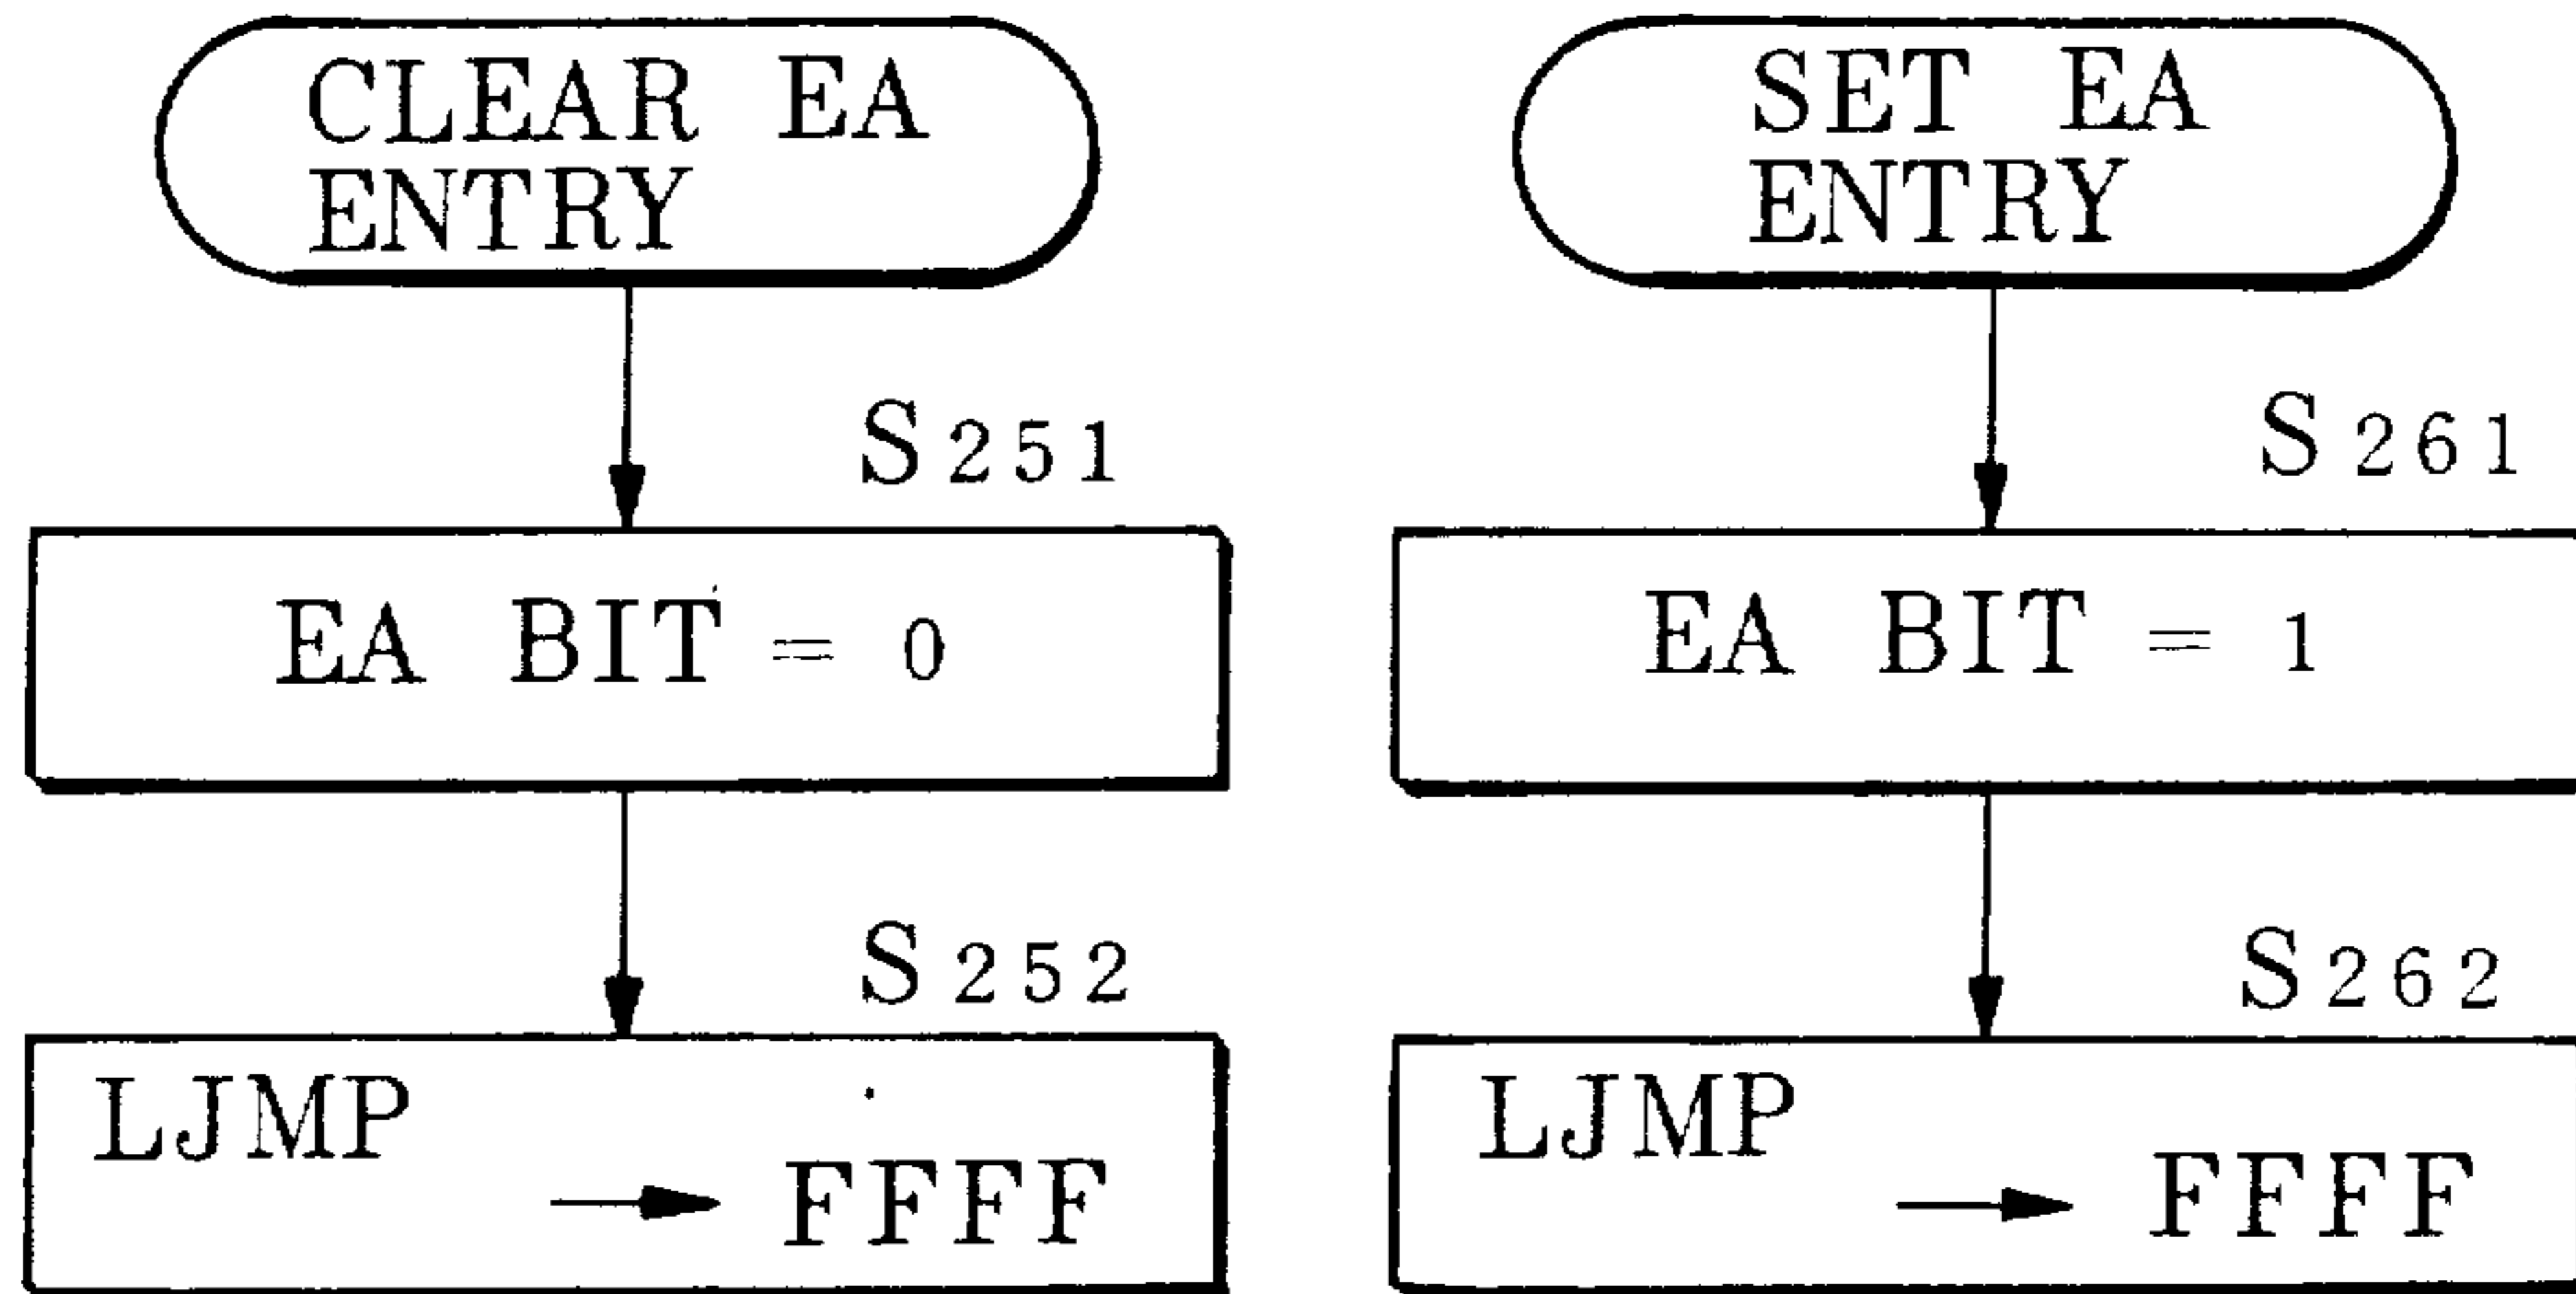 CLEAR EA
ENTRY
S251
EA BIT = 0
S252
LJMP
→ FFFF
SET EA
ENTRY
S261
EA BIT = 1
S262
LJMP
→ FFFF